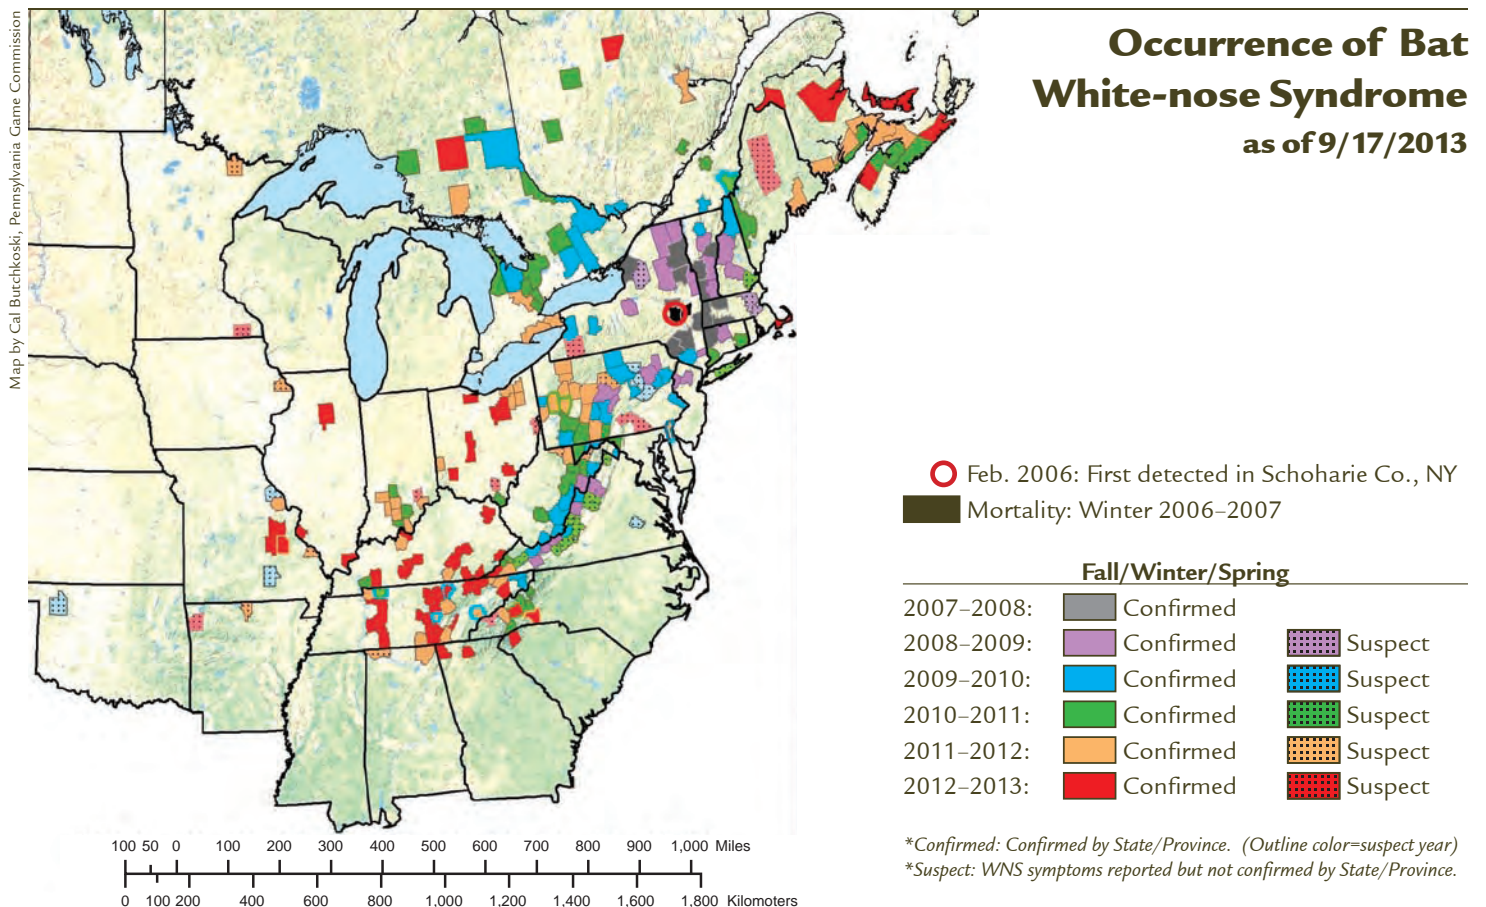 Map by Cal Butchkoski, Pennsylvania Game Commission
Occurrence of Bat
White-nose Syndrome
as of 9/17/2013
Feb. 2006: First detected in Schoharie Co., NY
Mortality: Winter 2006–2007
Fall/Winter/Spring
2007–2008: Confirmed
2008–2009: Confirmed Suspect
2009–2010: Confirmed Suspect
2010–2011: Confirmed Suspect
2011–2012: Confirmed Suspect
2012–2013: Confirmed Suspect
*Confirmed: Confirmed by State/Province. (Outline color=suspect year)
*Suspect: WNS symptoms reported but not confirmed by State/Province.
100 50 0 100 200 300 400 500 600 700 800 900 1,000 Miles
0 100 200 400 600 800 1,000 1,200 1,400 1,600 1,800 Kilomoters